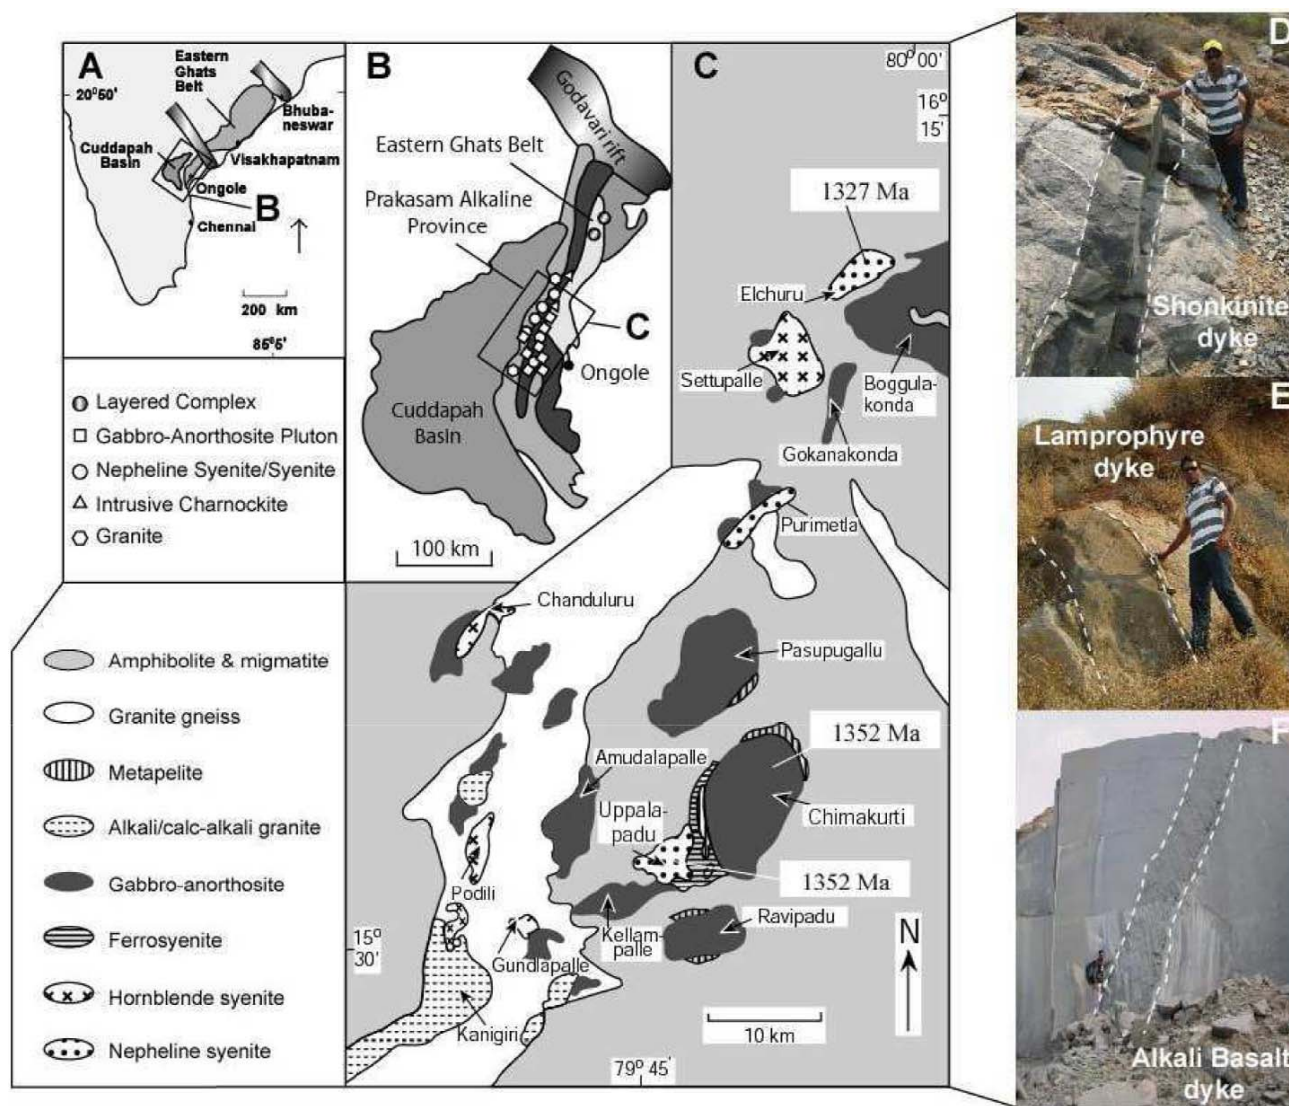 A
Eastern
Ghats
Belt
20°50'
Bhuba-
neswar
Cuddapah
Basin
Visakhapatnam
Ongole
B
Chennai
200 km
85°5'
B
Godavari rift
Eastern Ghats Belt
Prakasam Alkaline
Province
C
Ongole
Cuddapah
Basin
100 km
C
80°00'
16°
15'
1327 Ma
Elchuru
Settupalle
Boggula-
konda
Gokanakonda
Purimetla
Chanduluru
Pasupugallu
1352 Ma
Amudalapalle
Uppala-
padu
Chimakurti
1352 Ma
Podili
Ravipadu
Kellam-
palle
15°
30'
Gundlapalle
N
Kanigiri
10 km
79° 45'
Layered Complex
Gabbro-Anorthosite Pluton
Nepheline Syenite/Syenite
Intrusive Charnockite
Granite
Amphibolite & migmatite
Granite gneiss
Metapelite
Alkali/calc-alkali granite
Gabbro-anorthosite
Ferrosyenite
Hornblende syenite
Nepheline syenite
D
Shonkinite
dyke
E
Lamprophyre
dyke
F
Alkali Basalt
dyke